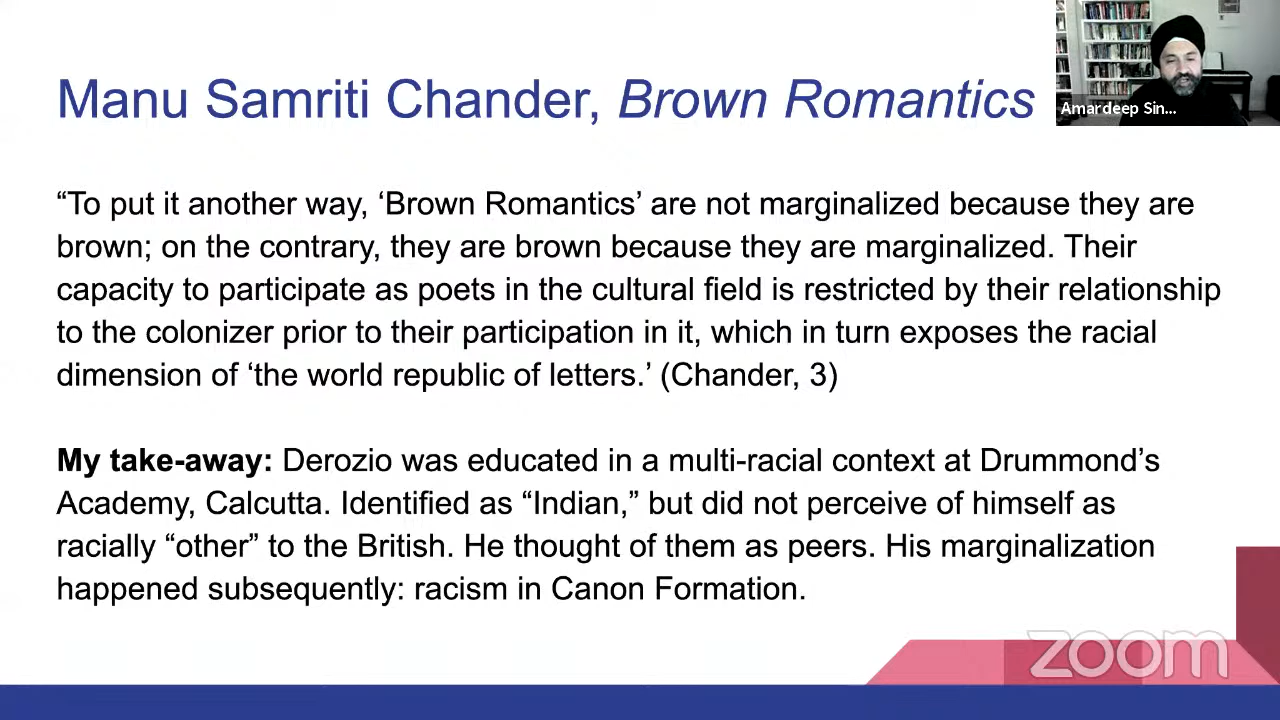 Manu Samriti Chander, Brown Romantics
Amardeep Sin...
“To put it another way, ‘Brown Romantics’ are not marginalized because they are
brown; on the contrary, they are brown because they are marginalized. Their
capacity to participate as poets in the cultural field is restricted by their relationship
to the colonizer prior to their participation in it, which in turn exposes the racial
dimension of ‘the world republic of letters.’ (Chander, 3)
My take-away: Derozio was educated in a multi-racial context at Drummond’s
Academy, Calcutta. Identified as “Indian,” but did not perceive of himself as
racially “other” to the British. He thought of them as peers. His marginalization
happened subsequently: racism in Canon Formation.
zoom